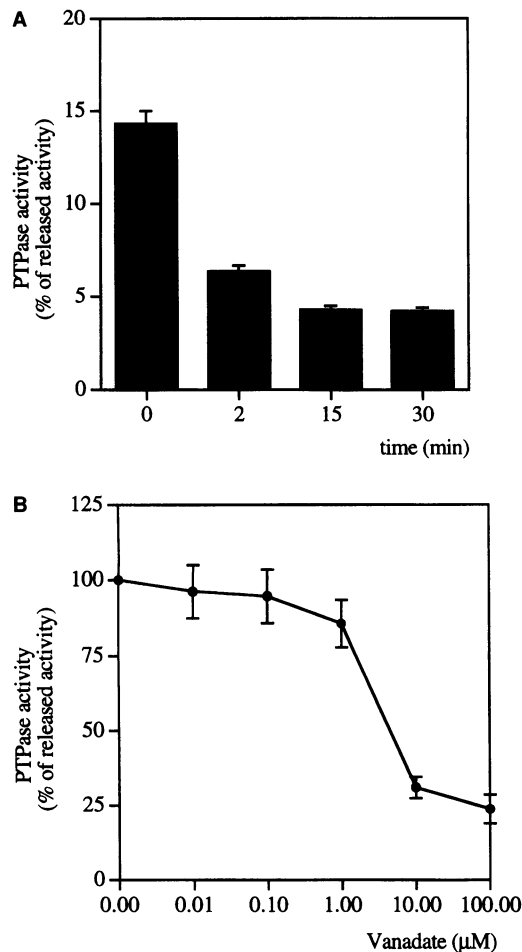 A
PTPase activity
(% of released activity)
20
15
10
5
0
0 2 15 30
time (min)
B
PTPase activity
(% of released activity)
125
100
75
50
25
0
0.00 0.01 0.10 1.00 10.00 100.00
Vanadate (µM)